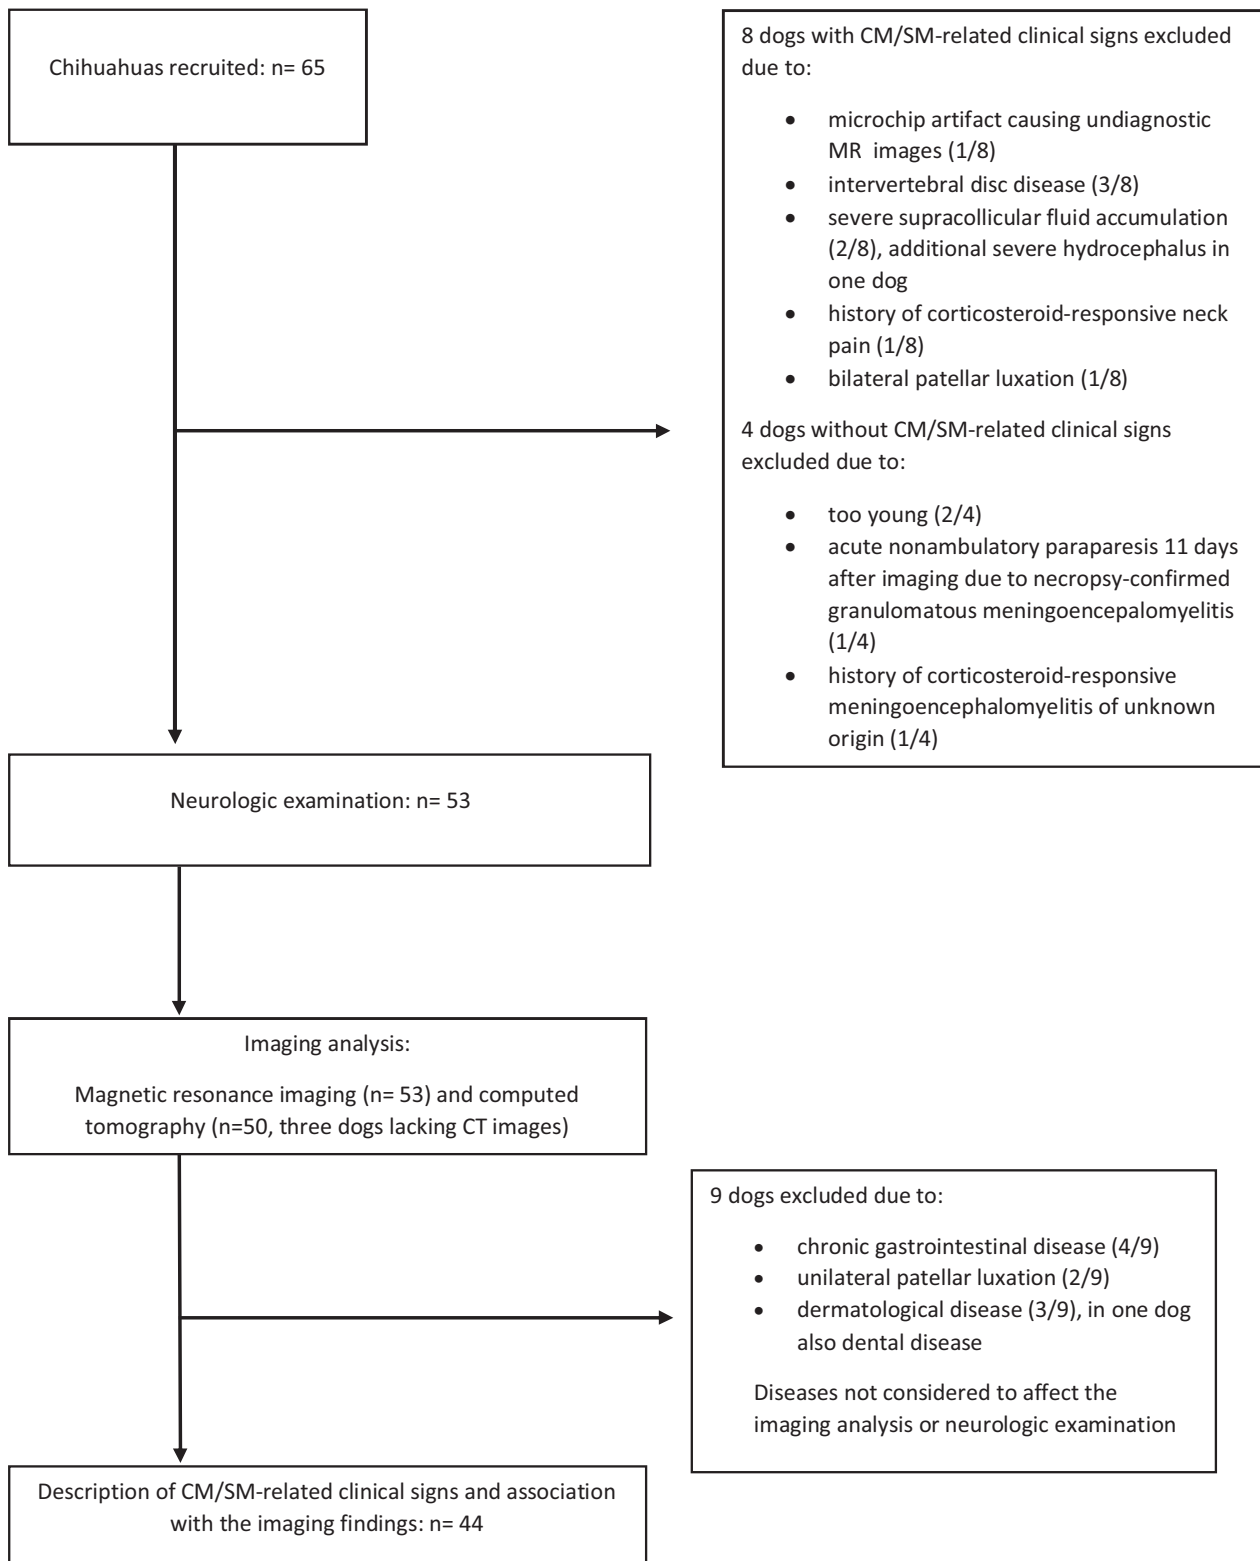 Chihuahuas recruited: n= 65
8 dogs with CM/SM-related clinical signs excluded
due to:
• microchip artifact causing undiagnostic
MR images (1/8)
• intervertebral disc disease (3/8)
• severe supracollicular fluid accumulation
(2/8), additional severe hydrocephalus in
one dog
• history of corticosteroid-responsive neck
pain (1/8)
• bilateral patellar luxation (1/8)
4 dogs without CM/SM-related clinical signs
excluded due to:
• too young (2/4)
• acute nonambulatory paraparesis 11 days
after imaging due to necropsy-confirmed
granulomatous meningoencepalomyelitis
(1/4)
• history of corticosteroid-responsive
meningoencephalomyelitis of unknown
origin (1/4)
Neurologic examination: n= 53
Imaging analysis:
Magnetic resonance imaging (n= 53) and computed
tomography (n=50, three dogs lacking CT images)
9 dogs excluded due to:
• chronic gastrointestinal disease (4/9)
• unilateral patellar luxation (2/9)
• dermatological disease (3/9), in one dog
also dental disease
Diseases not considered to affect the
imaging analysis or neurologic examination
Description of CM/SM-related clinical signs and association
with the imaging findings: n= 44